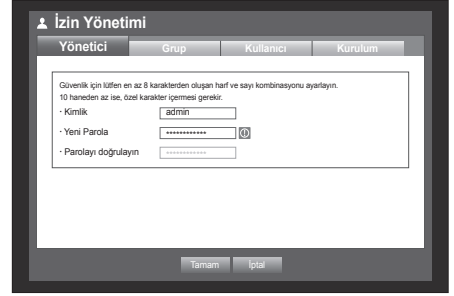 İzin Yönetimi
Yönetici Grup Kullanıcı Kurulum
Güvenlik için lütfen en az 8 karakterden oluşan harf ve sayı kombinasyonu ayarlayın.
10 haneden az ise, özel karakter içermesi gerekir.
· Kimlik admin
· Yeni Parola ************
· Parolayı doğrulayın ************
Tamam İptal